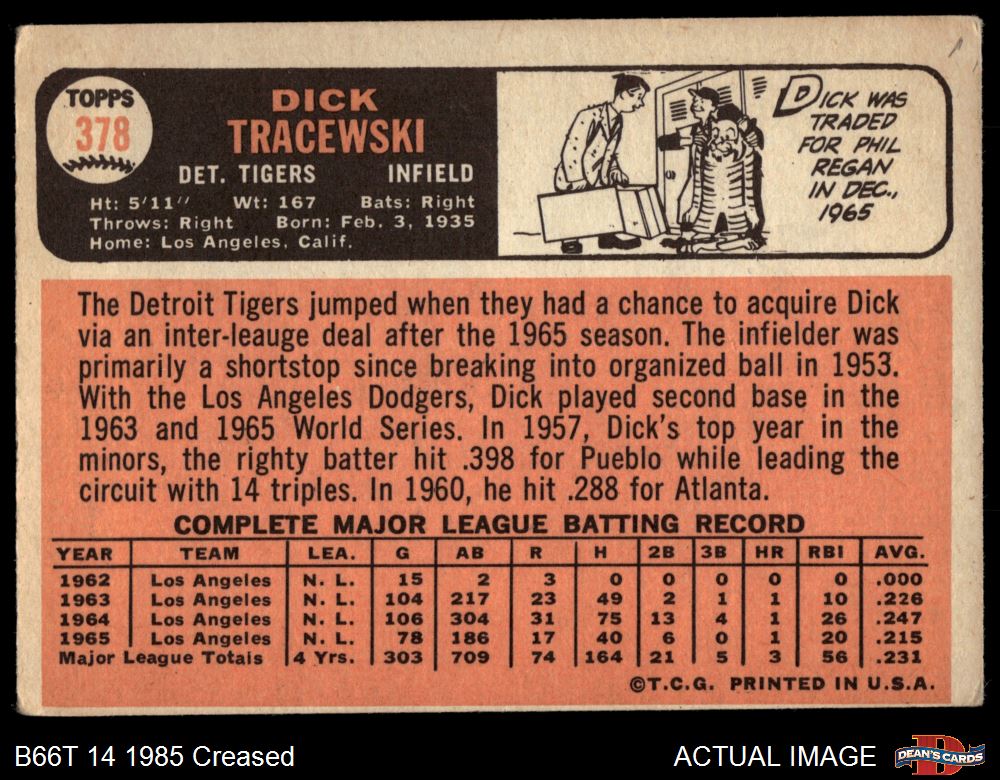 TOPPS
378
DICK
TRACEWSKI
DET. TIGERS INFIELD
Ht: 5'11" Wt: 167 Bats: Right
Throws: Right Born: Feb. 3, 1935
Home: Los Angeles, Calif.
DICK WAS
TRADED
FOR PHIL
REGAN
IN DEC.,
1965
The Detroit Tigers jumped when they had a chance to acquire Dick
via an inter-leauge deal after the 1965 season. The infielder was
primarily a shortstop since breaking into organized ball in 1953.
With the Los Angeles Dodgers, Dick played second base in the
1963 and 1965 World Series. In 1957, Dick's top year in the
minors, the righty batter hit .398 for Pueblo while leading the
circuit with 14 triples. In 1960, he hit .288 for Atlanta.
COMPLETE MAJOR LEAGUE BATTING RECORD
YEAR TEAM LEA. G AB R H 2B 3B HR RBI AVG.
1962 Los Angeles N. L. 15 2 3 0 0 0 0 0 .000
1963 Los Angeles N. L. 104 217 23 49 2 1 1 10 .226
1964 Los Angeles N. L. 106 304 31 75 13 4 1 26 .247
1965 Los Angeles N. L. 78 186 17 40 6 0 1 20 .215
Major League Totals 4 Yrs. 303 709 74 164 21 5 3 56 .231
©T.C.G. PRINTED IN U.S.A.
B66T 14 1985 Creased
ACTUAL IMAGE
DEAN'S CARDS